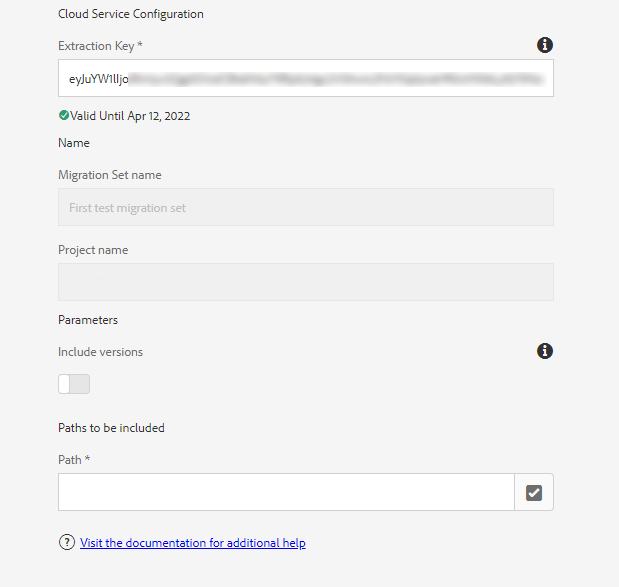 Cloud Service Configuration
Extraction Key *
eyJuYW1lIjo
Valid Until Apr 12, 2022
Name
Migration Set name
First test migration set
Project name
Parameters
Include versions
Paths to be included
Path *
Visit the documentation for additional help